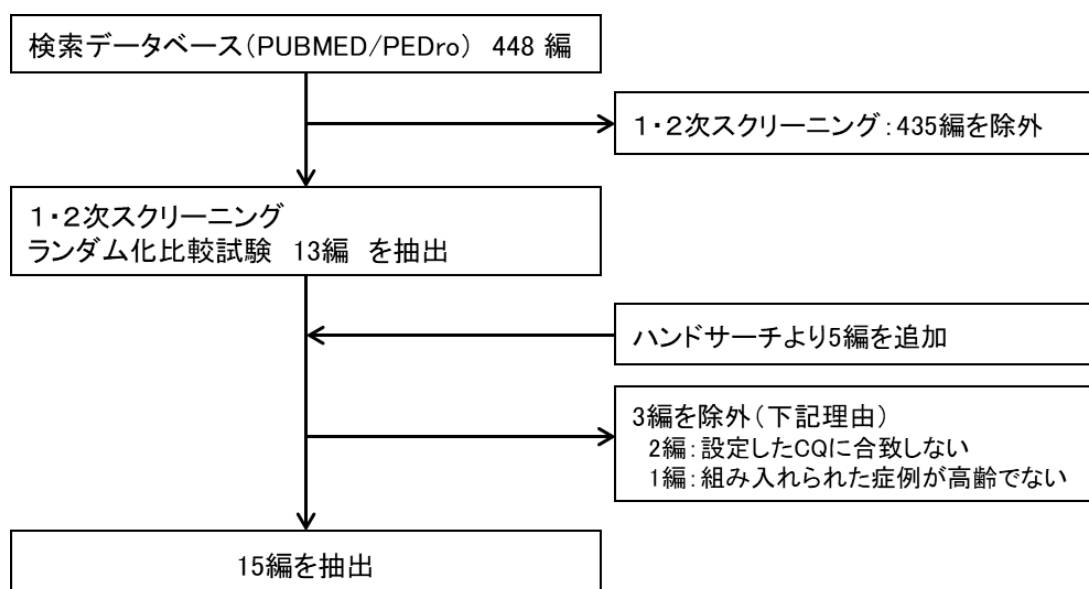 検索データベース（PUBMED/PEDro） 448 編
１・２次スクリーニング：435編を除外
１・２次スクリーニング
ランダム化比較試験　13編　を抽出
ハンドサーチより5編を追加
3編を除外（下記理由）
2編：設定したCQに合致しない
1編：組み入れられた症例が高齢でない
15編を抽出